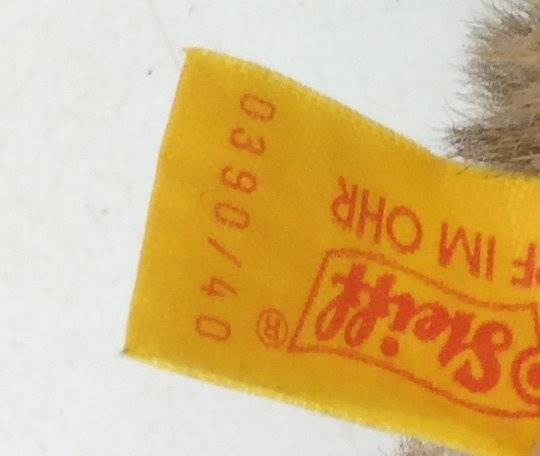 Steiff ®
F IM OHR
0390/40